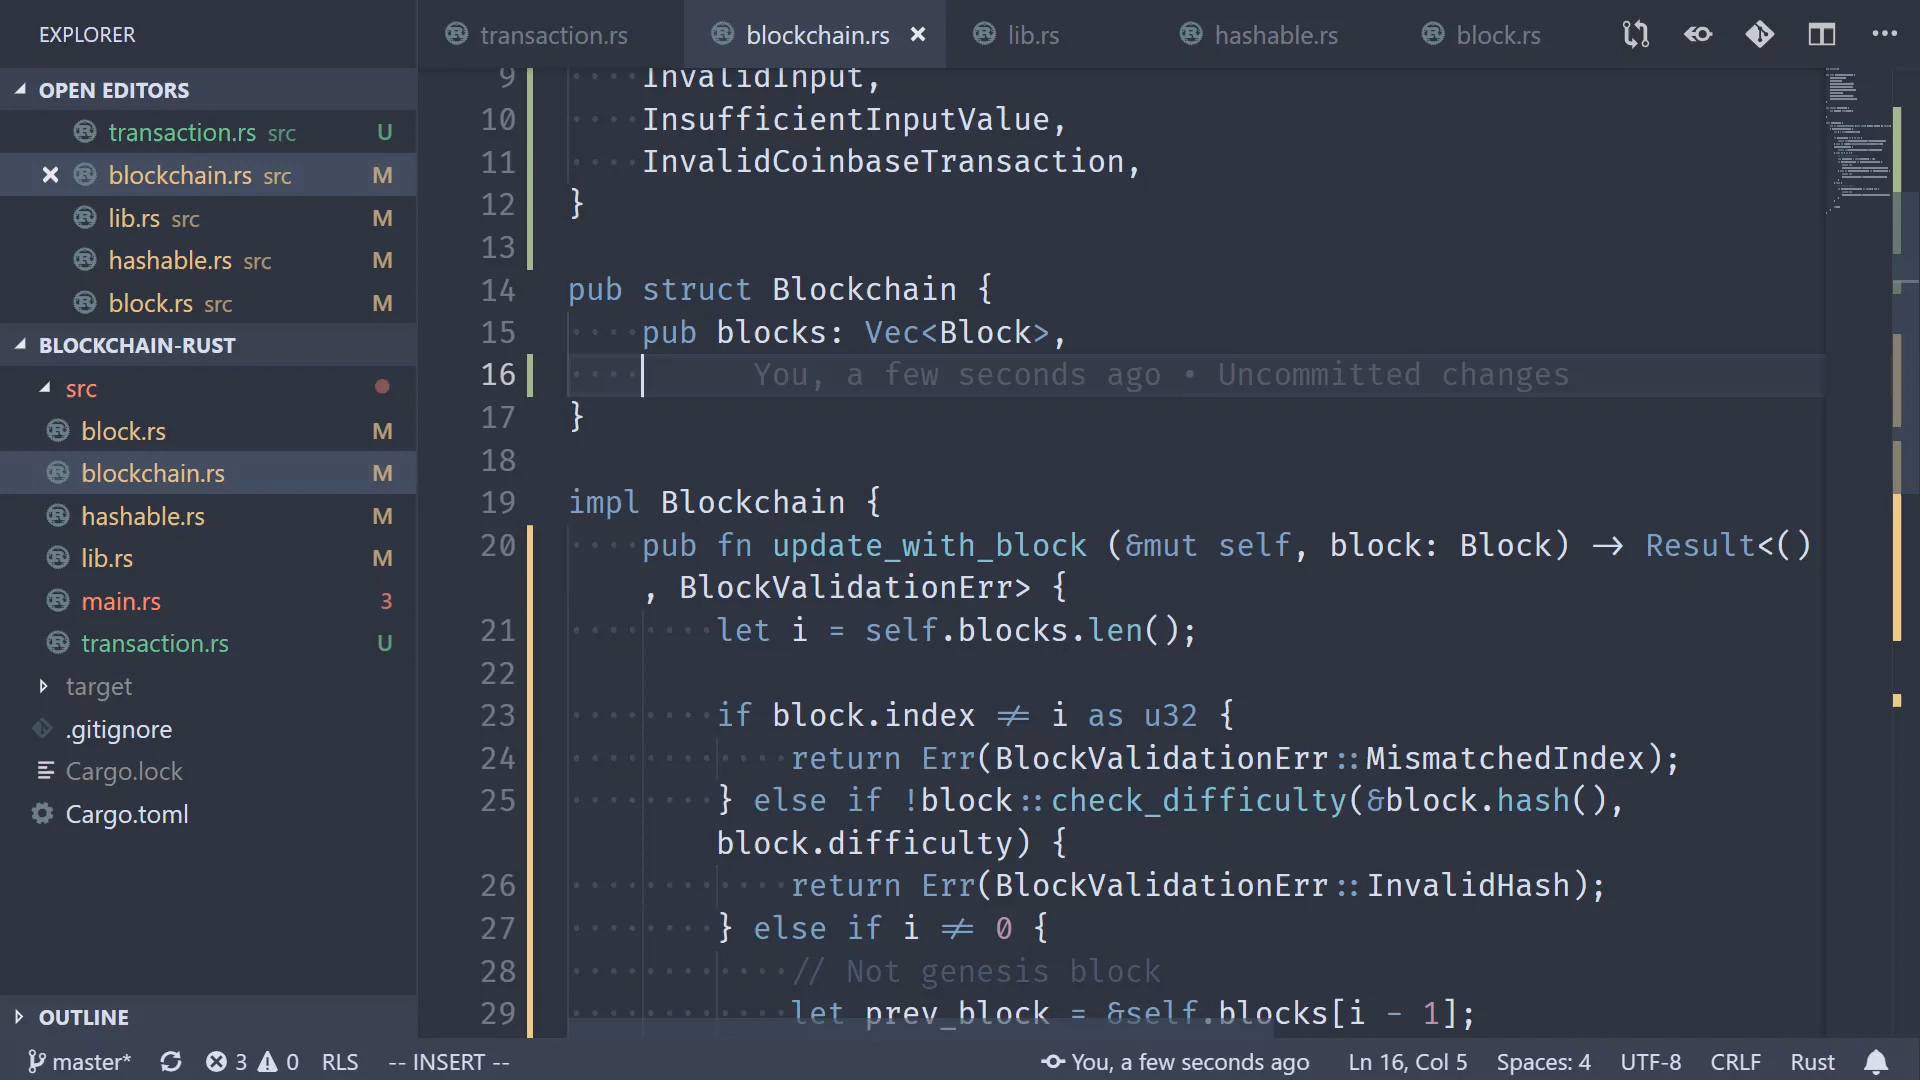 EXPLORER
OPEN EDITORS
transaction.rs src U
blockchain.rs src M
lib.rs src M
hashable.rs src M
block.rs src M
BLOCKCHAIN-RUST
src
block.rs M
blockchain.rs M
hashable.rs M
lib.rs M
main.rs 3
transaction.rs U
target
.gitignore
Cargo.lock
Cargo.toml
OUTLINE
transaction.rs blockchain.rs lib.rs hashable.rs block.rs
9 InvalidInput,
10 InsufficientInputValue,
11 InvalidCoinbaseTransaction,
12 }
13
14 pub struct Blockchain {
15 pub blocks: Vec<Block>,
16 You, a few seconds ago • Uncommitted changes
17 }
18
19 impl Blockchain {
20 pub fn update_with_block (&mut self, block: Block) -> Result<()
, BlockValidationErr> {
21 let i = self.blocks.len();
22
23 if block.index != i as u32 {
24 return Err(BlockValidationErr::MismatchedIndex);
25 } else if !block::check_difficulty(&block.hash(),
block.difficulty) {
26 return Err(BlockValidationErr::InvalidHash);
27 } else if i != 0 {
28 // Not genesis block
29 let prev_block = &self.blocks[i - 1];
master* 3 0 RLS -- INSERT -- You, a few seconds ago Ln 16, Col 5 Spaces: 4 UTF-8 CRLF Rust